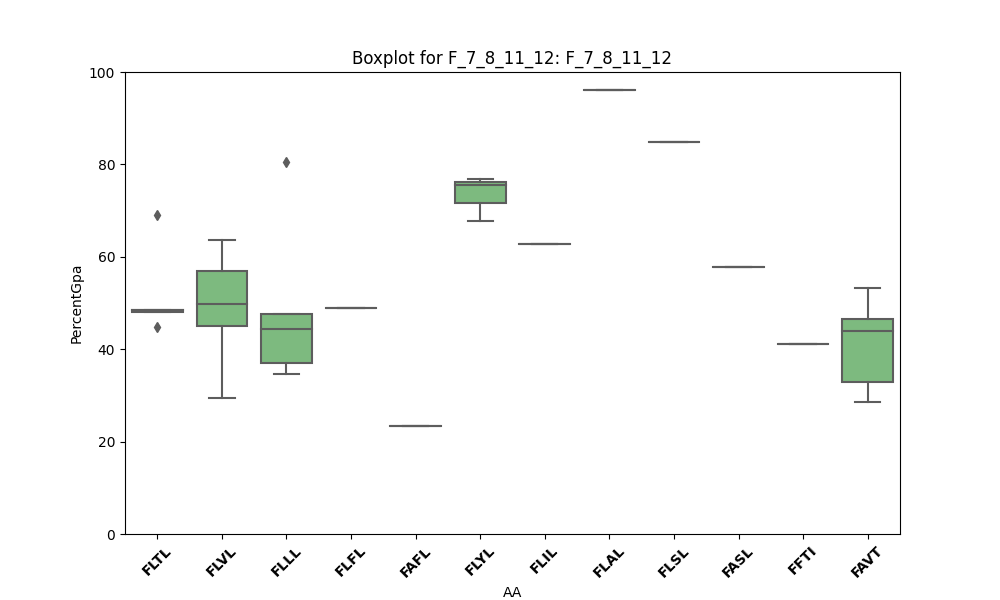 Boxplot for F_7_8_11_12: F_7_8_11_12
100
80
60
40
20
0
PercentGpa
FLTL
FLVL
FLLL
FLFL
FAFL
FLYL
FLIL
FLAL
FLSL
FASL
FFTI
FAVT
AA